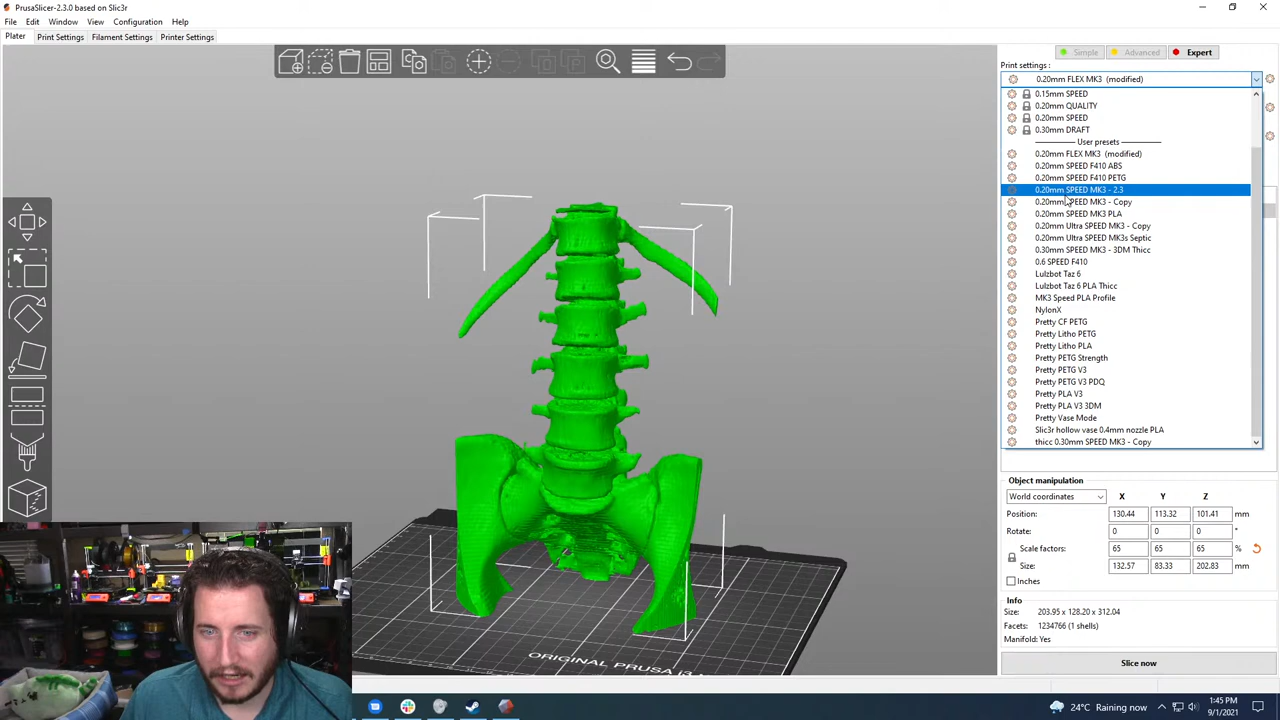 PrusaSlicer-2.3.0 based on Slic3r
File Edit Window View Configuration Help
Plater Print Settings Filament Settings Printer Settings
Simple Advanced Expert
Print settings :
0.20mm FLEX MK3 (modified)
0.15mm SPEED
0.20mm QUALITY
0.20mm SPEED
0.30mm DRAFT
User presets
0.20mm FLEX MK3 (modified)
0.20mm SPEED F410 ABS
0.20mm SPEED F410 PETG
0.20mm SPEED MK3 - 2.3
0.20mm SPEED MK3 - Copy
0.20mm SPEED MK3 PLA
0.20mm Ultra SPEED MK3 - Copy
0.20mm Ultra SPEED MK3s Septic
0.30mm SPEED MK3 - 3DM Thicc
0.6 SPEED F410
Lulzbot Taz 6
Lulzbot Taz 6 PLA Thicc
MK3 Speed PLA Profile
NylonX
Pretty CF PETG
Pretty Litho PETG
Pretty Litho PLA
Pretty PETG Strength
Pretty PETG V3
Pretty PETG V3 PDQ
Pretty PLA V3
Pretty PLA V3 3DM
Pretty Vase Mode
Slic3r hollow vase 0.4mm nozzle PLA
thicc 0.30mm SPEED MK3 - Copy
Object manipulation
World coordinates X Y Z
Position: 130.44 113.32 101.41 mm
Rotate: 0 0 0 °
Scale factors: 65 65 65 %
Size: 132.57 83.33 202.83 mm
Inches
Info
Size: 203.95 x 128.20 x 312.04
Facets: 1234766 (1 shells)
Manifold: Yes
Slice now
ORIGINAL PRUSA i3
24°C Raining now
1:45 PM
9/1/2021